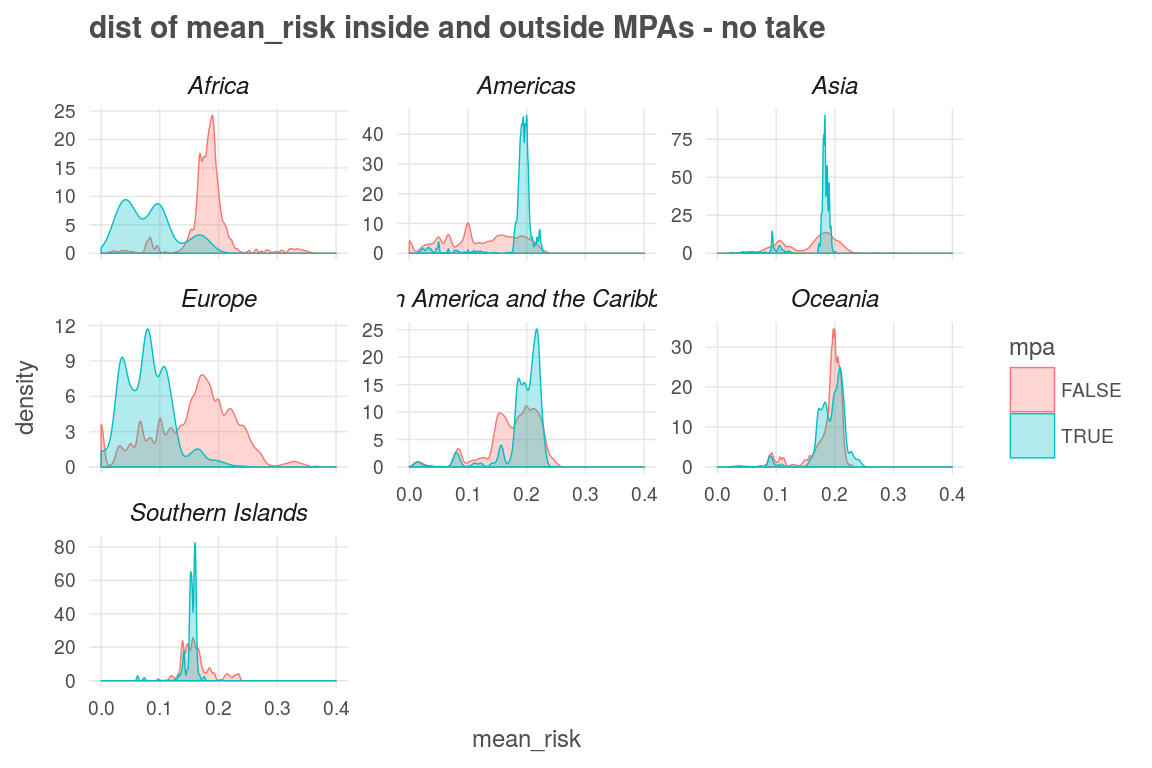 dist of mean_risk inside and outside MPAs - no take
Africa
Americas
Asia
25
20
15
10
5
0
40
30
20
10
0
75
50
25
0
Europe
n America and the Caribb
Oceania
12
9
6
3
0
25
20
15
10
5
0
30
20
10
0
0.0 0.1 0.2 0.3 0.4
0.0 0.1 0.2 0.3 0.4
density
mpa
FALSE
TRUE
Southern Islands
80
60
40
20
0
0.0 0.1 0.2 0.3 0.4
mean_risk